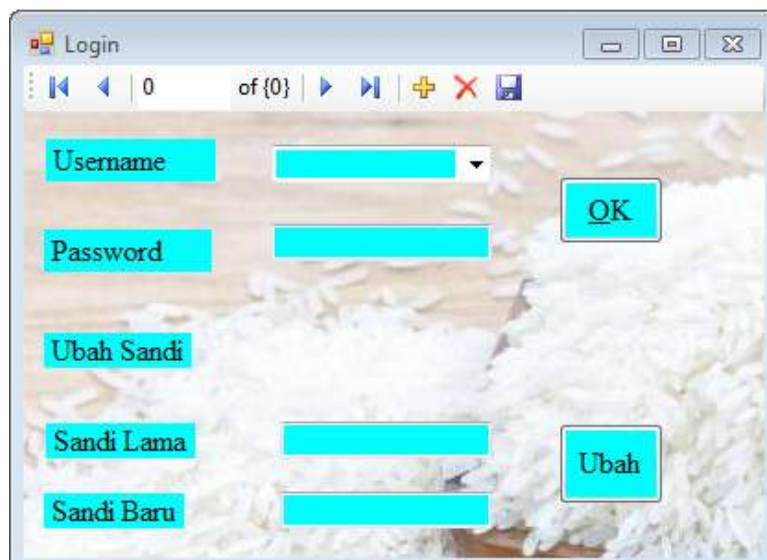 Login
0 of {0}
Username
OK
Password
Ubah Sandi
Sandi Lama
Ubah
Sandi Baru